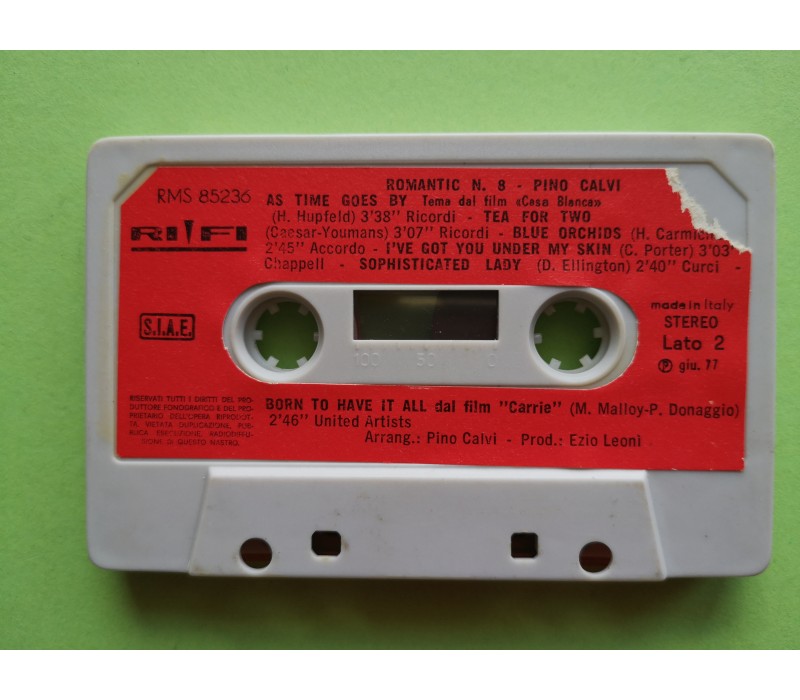 ROMANTIC N. 8 - PINO CALVI
RMS 85236
AS TIME GOES BY Tema dal film «Casa Blanca»
(H. Hupfeld) 3'38" Ricordi - TEA FOR TWO
RI FI
(Caesar-Youmans) 3'07" Ricordi - BLUE ORCHIDS (H. Carmich
2'45" Accordo - I'VE GOT YOU UNDER MY SKIN (C. Porter) 3'03"
Chappell - SOPHISTICATED LADY (D. Ellington) 2'40" Curci -
S.I.A.E.
made in Italy
STEREO
Lato 2
Ⓟ giu. 77
100 50 0
RISERVATI TUTTI I DIRITTI DEL PRO-
DUTTORE FONOGRAFICO E DEL PRO-
PRIETARIO DELL'OPERA RIPRODOT-
TA. VIETATA DUPLICAZIONE, PUB-
BLICA ESECUZIONE, RADIODIFFU-
SIONE DI QUESTO NASTRO.
BORN TO HAVE IT ALL dal film "Carrie" (M. Malloy-P. Donaggio)
2'46" United Artists
Arrang.: Pino Calvi - Prod.: Ezio Leoni